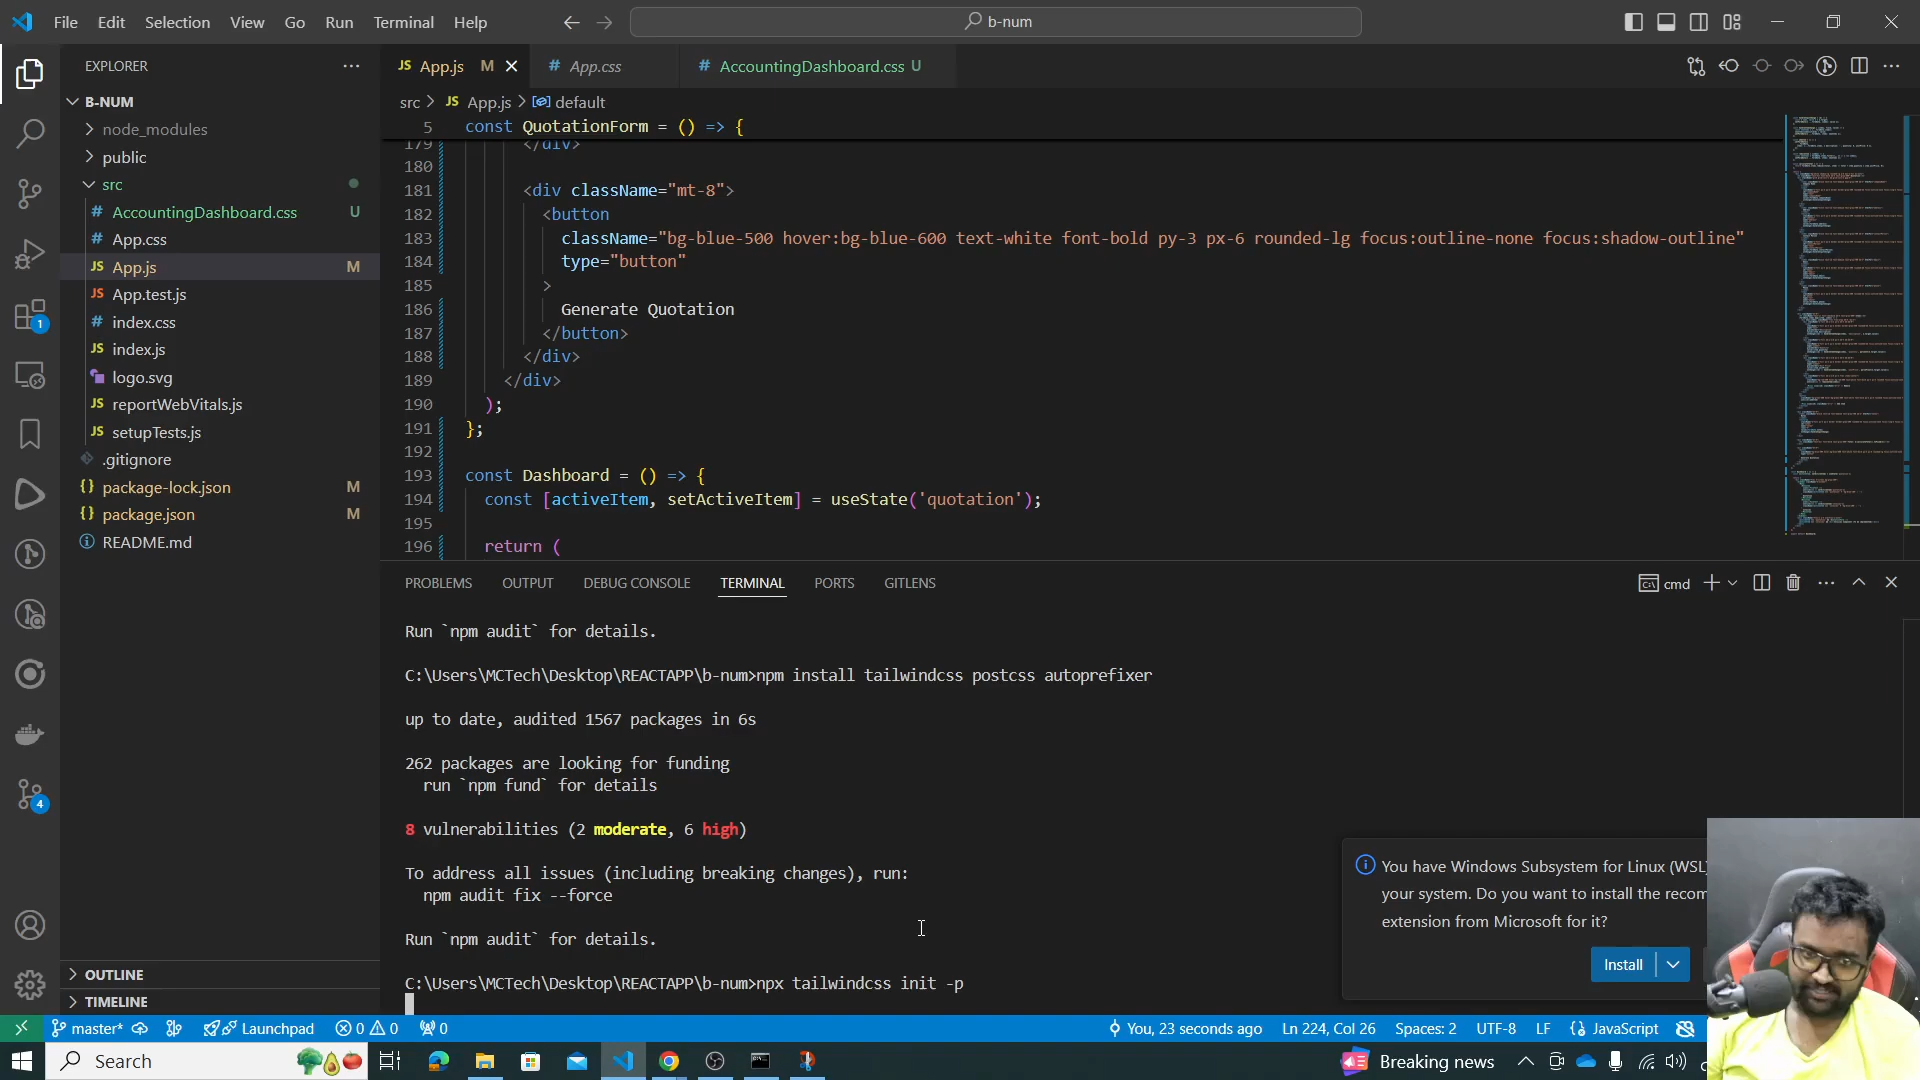 File Edit Selection View Go Run Terminal Help
b-num
EXPLORER
B-NUM
node_modules
public
src
AccountingDashboard.css U
App.css
App.js M
App.test.js
index.css
index.js
logo.svg
reportWebVitals.js
setupTests.js
.gitignore
package-lock.json M
package.json M
README.md
OUTLINE
TIMELINE
1
4
JS App.js M
# App.css
# AccountingDashboard.css U
src > JS App.js > default
5 const QuotationForm = () => {
179 </div>
180
181 <div className="mt-8">
182 <button
183 className="bg-blue-500 hover:bg-blue-600 text-white font-bold py-3 px-6 rounded-lg focus:outline-none focus:shadow-outline"
184 type="button"
185 >
186 Generate Quotation
187 </button>
188 </div>
189 </div>
190 );
191 };
192
193 const Dashboard = () => {
194 const [activeItem, setActiveItem] = useState('quotation');
195
196 return (
PROBLEMS OUTPUT DEBUG CONSOLE TERMINAL PORTS GITLENS
cmd
Run `npm audit` for details.
C:\Users\MCTech\Desktop\REACTAPP\b-num>npm install tailwindcss postcss autoprefixer
up to date, audited 1567 packages in 6s
262 packages are looking for funding
run `npm fund` for details
8 vulnerabilities (2 moderate, 6 high)
To address all issues (including breaking changes), run:
npm audit fix --force
Run `npm audit` for details.
C:\Users\MCTech\Desktop\REACTAPP\b-num>npx tailwindcss init -p
You have Windows Subsystem for Linux (WSL)
your system. Do you want to install the
extension from Microsoft for it?
Install
master* Launchpad 0 0 0
You, 23 seconds ago Ln 224, Col 26 Spaces: 2 UTF-8 LF {} JavaScript
Search
Breaking news